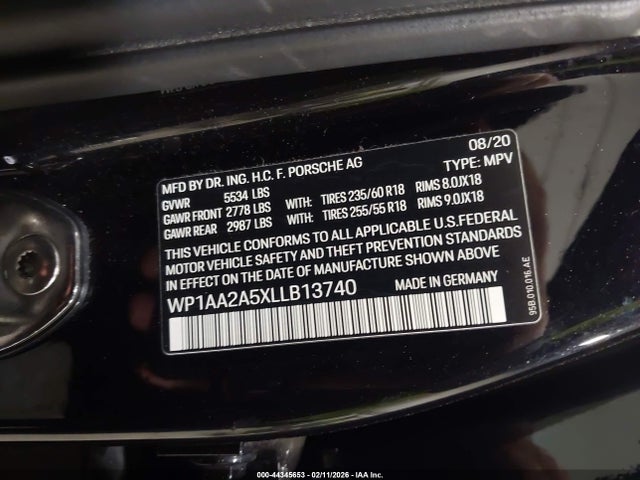 MFD BY DR. ING. H.C. F. PORSCHE AG 08/20
GVWR 5534 LBS TYPE: MPV
GAWR FRONT 2778 LBS WITH: TIRES 235/60 R18 RIMS 8.0JX18
GAWR REAR 2987 LBS WITH: TIRES 255/55 R18 RIMS 9.0JX18
THIS VEHICLE CONFORMS TO ALL APPLICABLE U.S.FEDERAL
MOTOR VEHICLE SAFETY AND THEFT PREVENTION STANDARDS
IN EFFECT ON THE DATE OF MANUFACTURE SHOWN ABOVE
WP1AA2A5XLLB13740 MADE IN GERMANY
95B.010.016.AE
000-44345653 - 02/11/2026 - IAA Inc.